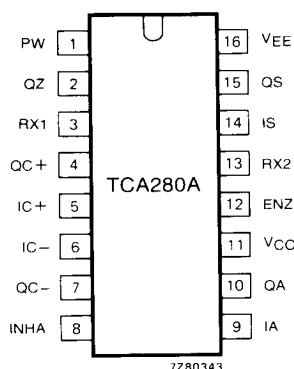 PW 1 16 VEE
QZ 2 15 QS
RX1 3 14 IS
QC+ 4 13 RX2
TCA280A
IC+ 5 12 ENZ
IC- 6 11 VCC
QC- 7 10 QA
INHA 8 9 IA
7Z80343